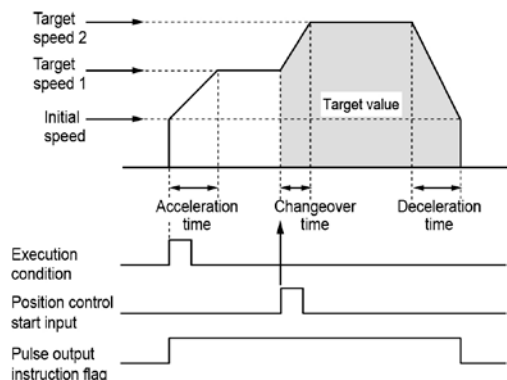 Target
speed 2
Target
speed 1
Target value
Initial
speed
Acceleration
time
Changeover
time
Deceleration
time
Execution
condition
Position control
start input
Pulse output
instruction flag